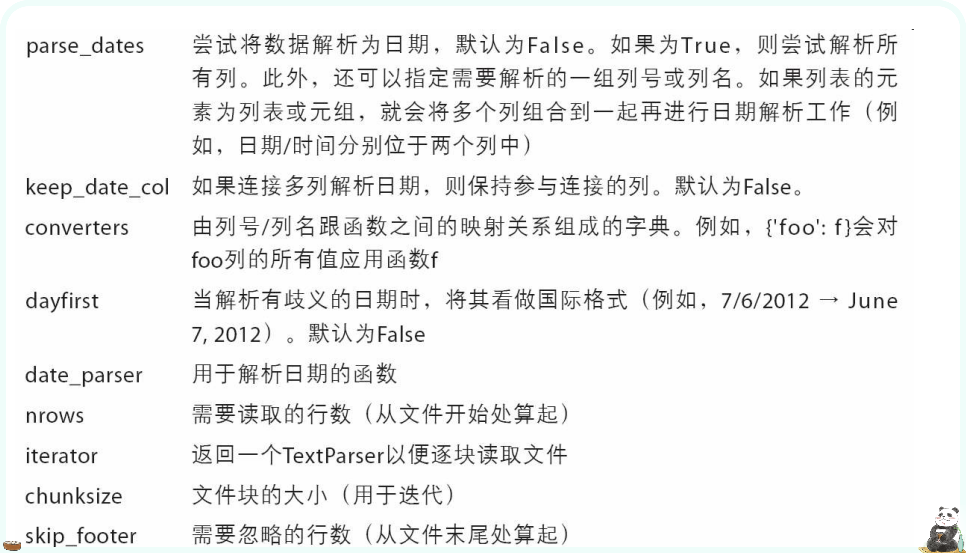 parse_dates 尝试将数据解析为日期，默认为False。如果为True，则尝试解析所
有列。此外，还可以指定需要解析的一组列号或列名。如果列表的元
素为列表或元组，就会将多个列组合到一起再进行日期解析工作（例
如，日期/时间分别位于两个列中）
keep_date_col 如果连接多列解析日期，则保持参与连接的列。默认为False。
converters 由列号/列名跟函数之间的映射关系组成的字典。例如，{'foo': f}会对
foo列的所有值应用函数f
dayfirst 当解析有歧义的日期时，将其看做国际格式（例如，7/6/2012 → June
7, 2012）。默认为False
date_parser 用于解析日期的函数
nrows 需要读取的行数（从文件开始处算起）
iterator 返回一个TextParser以便逐块读取文件
chunksize 文件块的大小（用于迭代）
skip_footer 需要忽略的行数（从文件末尾处算起）